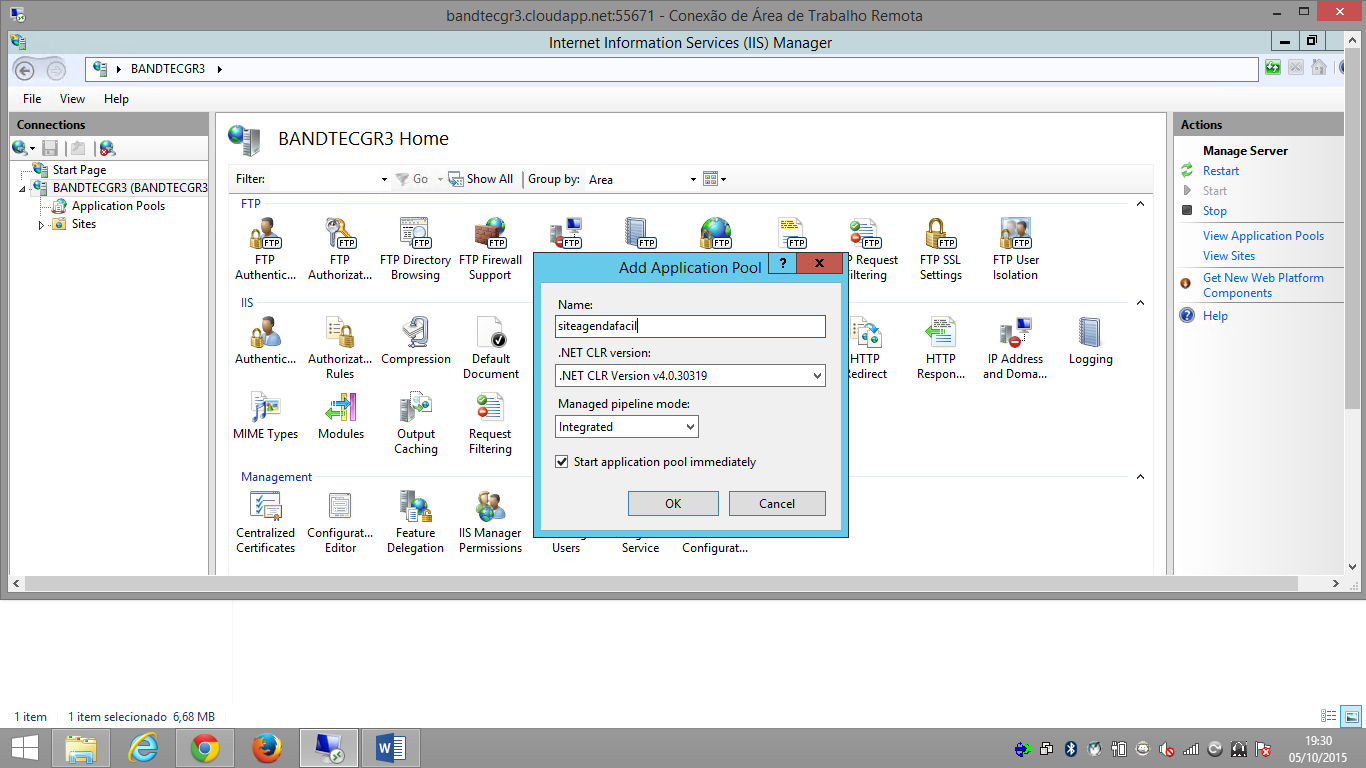 bandtecgr3.cloudapp.net:55671 - Conexão de Área de Trabalho Remota
Internet Information Services (IIS) Manager
BANDTECGR3
File View Help
Connections
Start Page
BANDTECGR3 (BANDTECGR3
Application Pools
Sites
BANDTECGR3 Home
Filter: Go Show All Group by: Area
FTP
FTP Authentic...
FTP Authorizat...
FTP Directory Browsing
FTP Firewall Support
FTP SSL Settings
FTP User Isolation
Request
IIS
Authentic...
Authorizat... Rules
Compression
Default Document
HTTP
HTTP Respon...
IP Address and Doma...
Logging
MIME Types
Modules
Output Caching
Request Filtering
Management
Centralized Certificates
Configurat... Editor
Feature Delegation
IIS Manager Permissions
Users
Service
Configurat...
Add Application Pool
?
Name:
siteagendafacil
.NET CLR version:
.NET CLR Version v4.0.30319
Managed pipeline mode:
Integrated
Start application pool immediately
OK Cancel
Actions
Manage Server
Restart
Start
Stop
View Application Pools
View Sites
Get New Web Platform
Components
Help
1 item 1 item selecionado 6,68 MB
19:30
05/10/2015